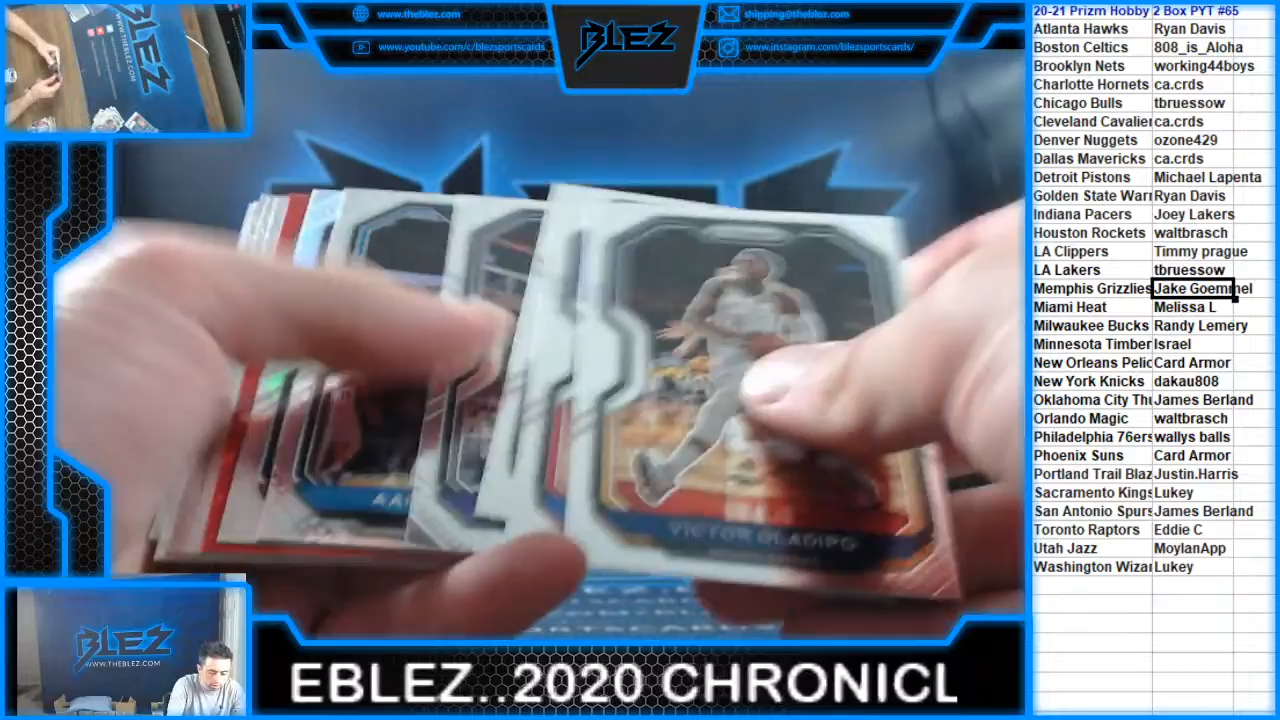 www.theblez.com
shipping@theblez.com
www.youtube.com/c/blezsportscards
www.instagram.com/blezsportscards/
BLEZ
BLEZ
WWW.THEBLEZ.COM
AA
VICTOR OLADIPO
BLEZ
WWW.THEBLEZ.COM
EBLEZ..2020 CHRONICL
20-21 Prizm Hobby 2 Box PYT #65
Atlanta Hawks Ryan Davis
Boston Celtics 808_is_Aloha
Brooklyn Nets working44boys
Charlotte Hornets ca.crds
Chicago Bulls tbruessow
Cleveland Cavalier ca.crds
Denver Nuggets ozone429
Dallas Mavericks ca.crds
Detroit Pistons Michael Lapenta
Golden State Warr Ryan Davis
Indiana Pacers Joey Lakers
Houston Rockets waltbrasch
LA Clippers Timmy prague
LA Lakers tbruessow
Memphis Grizzlies Jake Goemmel
Miami Heat Melissa L
Milwaukee Bucks Randy Lemery
Minnesota Timber Israel
New Orleans Pelic Card Armor
New York Knicks dakau808
Oklahoma City Thu James Berland
Orlando Magic waltbrasch
Philadelphia 76ers wallys balls
Phoenix Suns Card Armor
Portland Trail Blaz Justin.Harris
Sacramento Kings Lukey
San Antonio Spurs James Berland
Toronto Raptors Eddie C
Utah Jazz MoylanApp
Washington Wizar Lukey